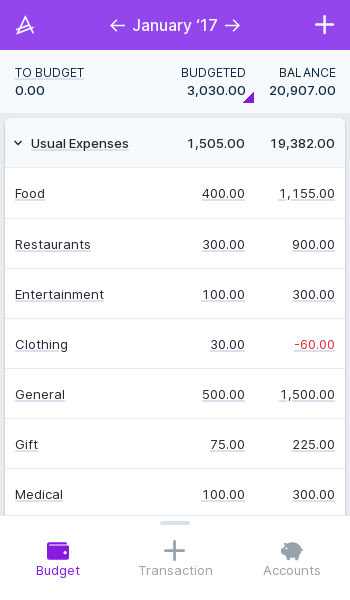 ← January ‘17 →
TO BUDGET BUDGETED BALANCE
0.00 3,030.00 20,907.00
Usual Expenses 1,505.00 19,382.00
Food 400.00 1,155.00
Restaurants 300.00 900.00
Entertainment 100.00 300.00
Clothing 30.00 -60.00
General 500.00 1,500.00
Gift 75.00 225.00
Medical 100.00 300.00
Budget Transaction Accounts